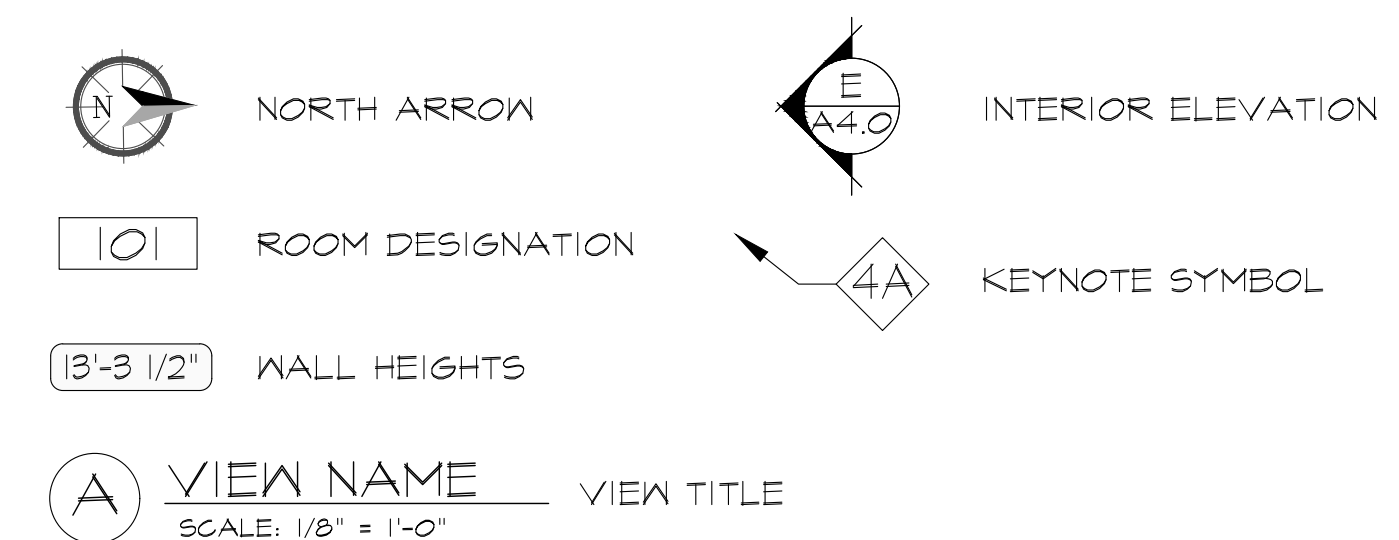 N NORTH ARROW
E
A4.0
INTERIOR ELEVATION
101 ROOM DESIGNATION
4A KEYNOTE SYMBOL
13'-3 1/2" WALL HEIGHTS
A VIEW NAME
SCALE: 1/8" = 1'-0"
VIEW TITLE